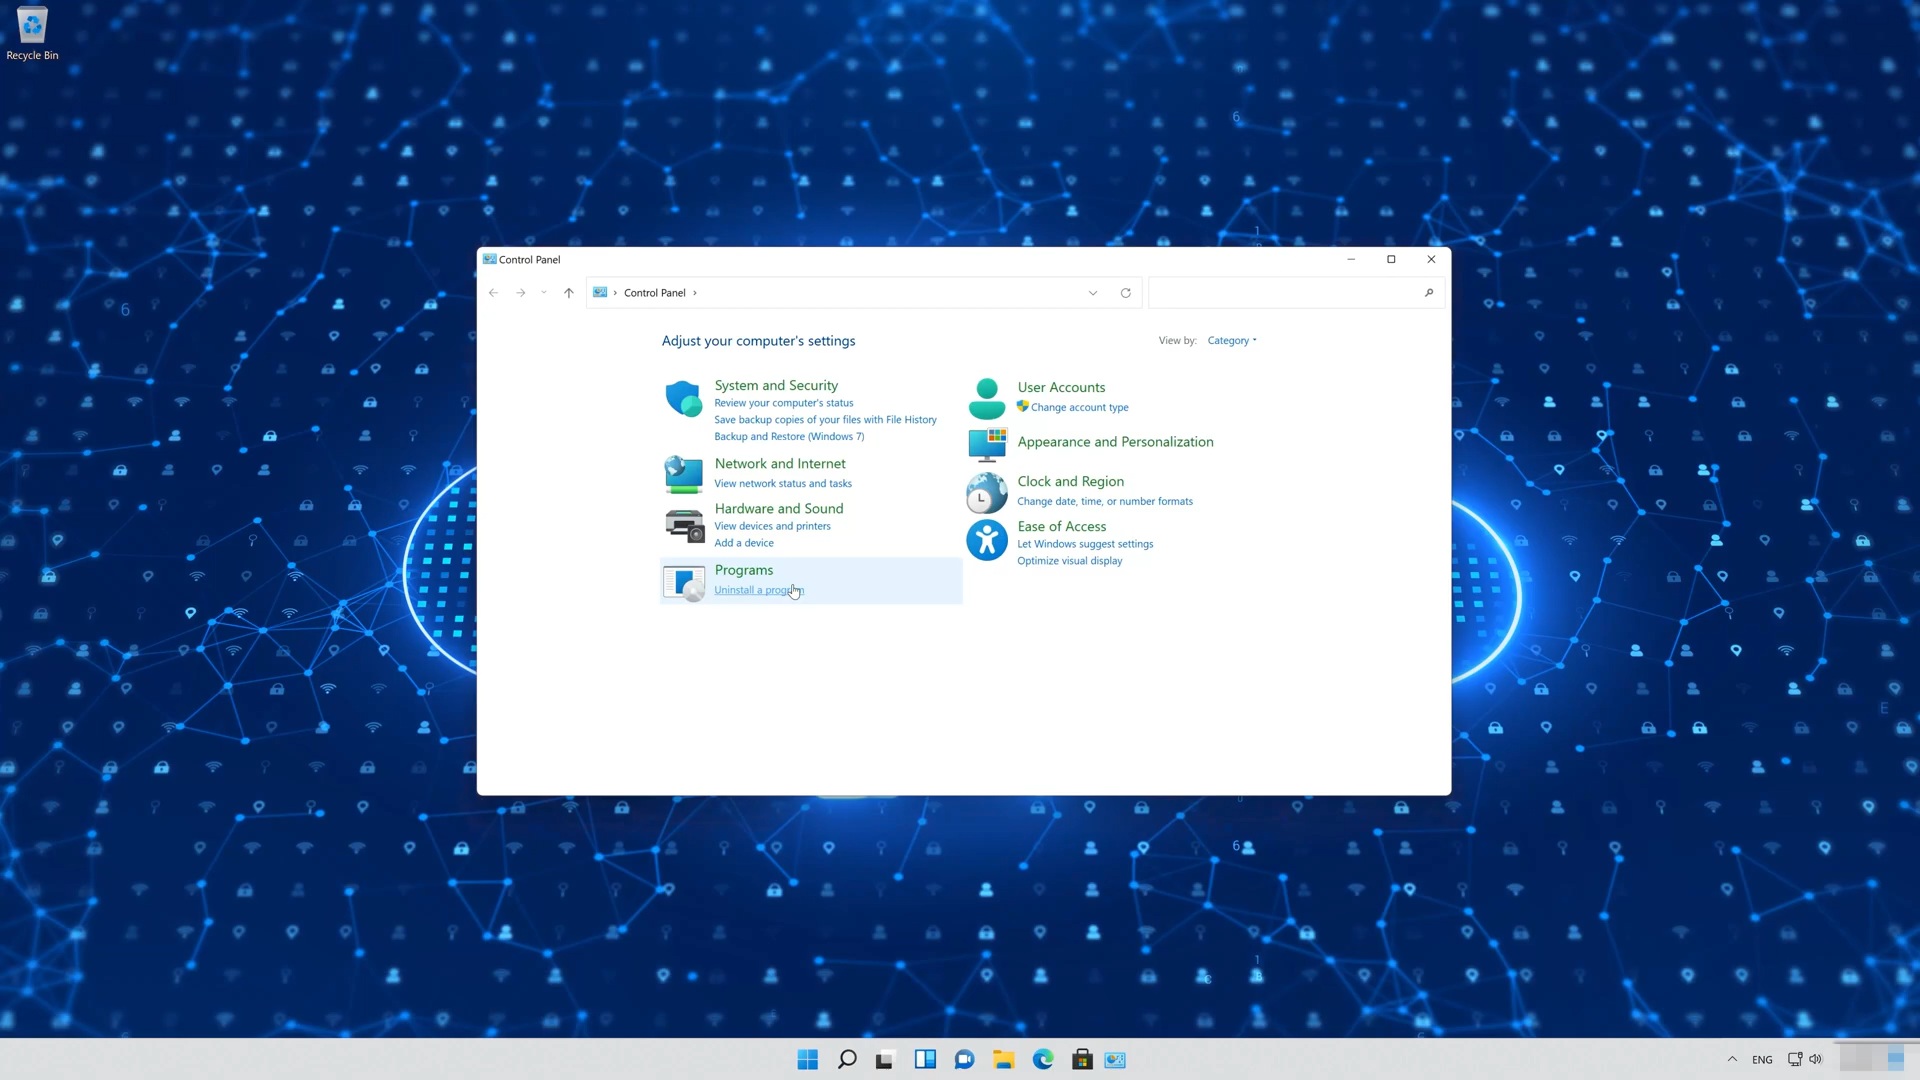 Recycle Bin
Control Panel
Control Panel
Adjust your computer's settings
View by: Category
System and Security
Review your computer's status
Save backup copies of your files with File History
Backup and Restore (Windows 7)
Network and Internet
View network status and tasks
Hardware and Sound
View devices and printers
Add a device
Programs
Uninstall a program
User Accounts
Change account type
Appearance and Personalization
Clock and Region
Change date, time, or number formats
Ease of Access
Let Windows suggest settings
Optimize visual display
ENG